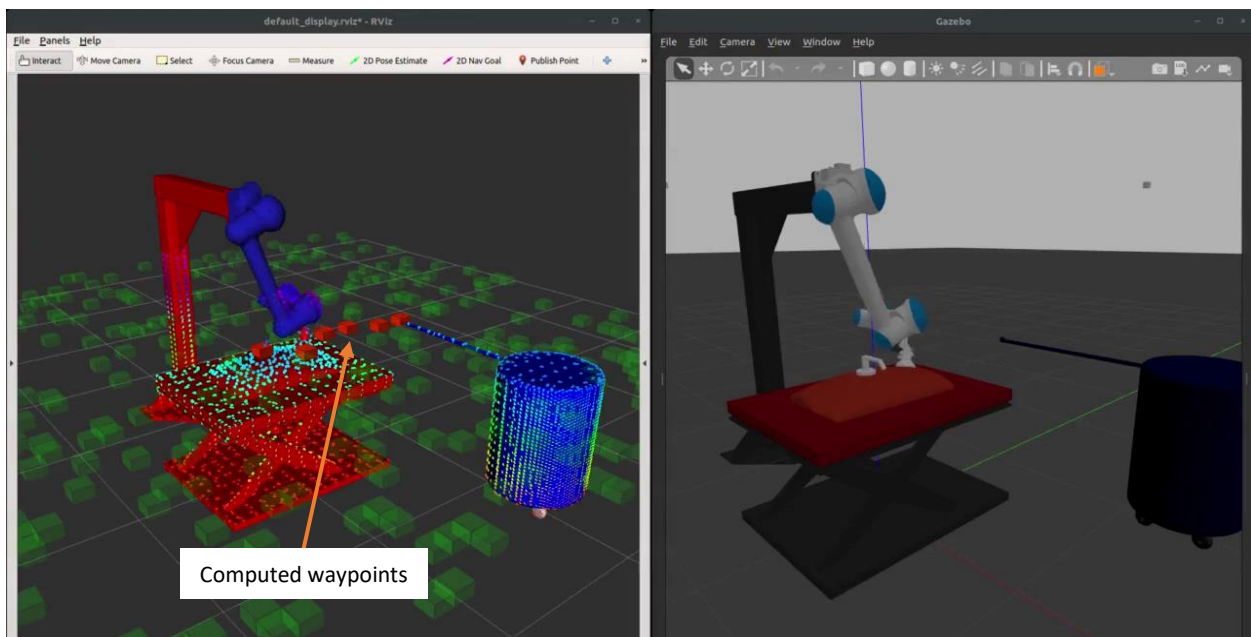 default_display.rviz* - RViz
File Panels Help
Interact Move Camera Select Focus Camera Measure 2D Pose Estimate 2D Nav Goal Publish Point »
Computed waypoints
Gazebo
File Edit Camera View Window Help
LOG